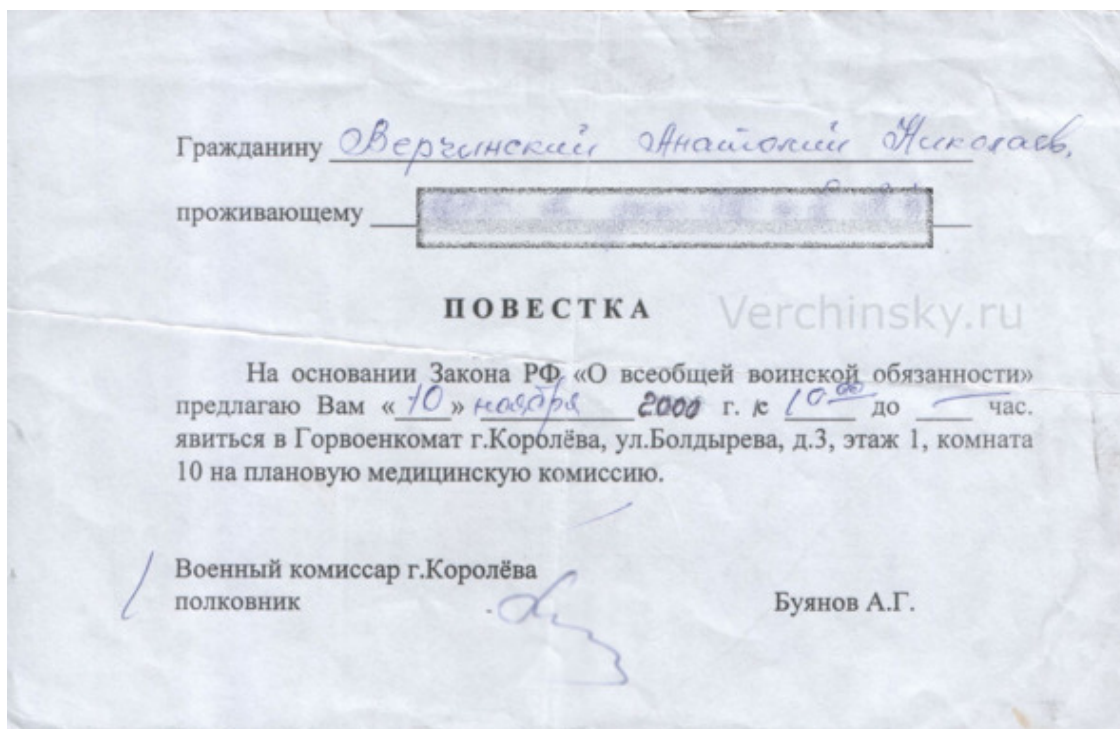 Гражданину Верчинский Анатолий Николаев.
проживающему
ПОВЕСТКА
Verchinsky.ru
На основании Закона РФ «О всеобщей воинской обязанности»
предлагаю Вам «10» ноября 2000 г. к 10.00 до — час.
явиться в Горвоенкомат г.Королёва, ул.Болдырева, д.3, этаж 1, комната
10 на плановую медицинскую комиссию.
Военный комиссар г.Королёва
полковник Буянов А.Г.